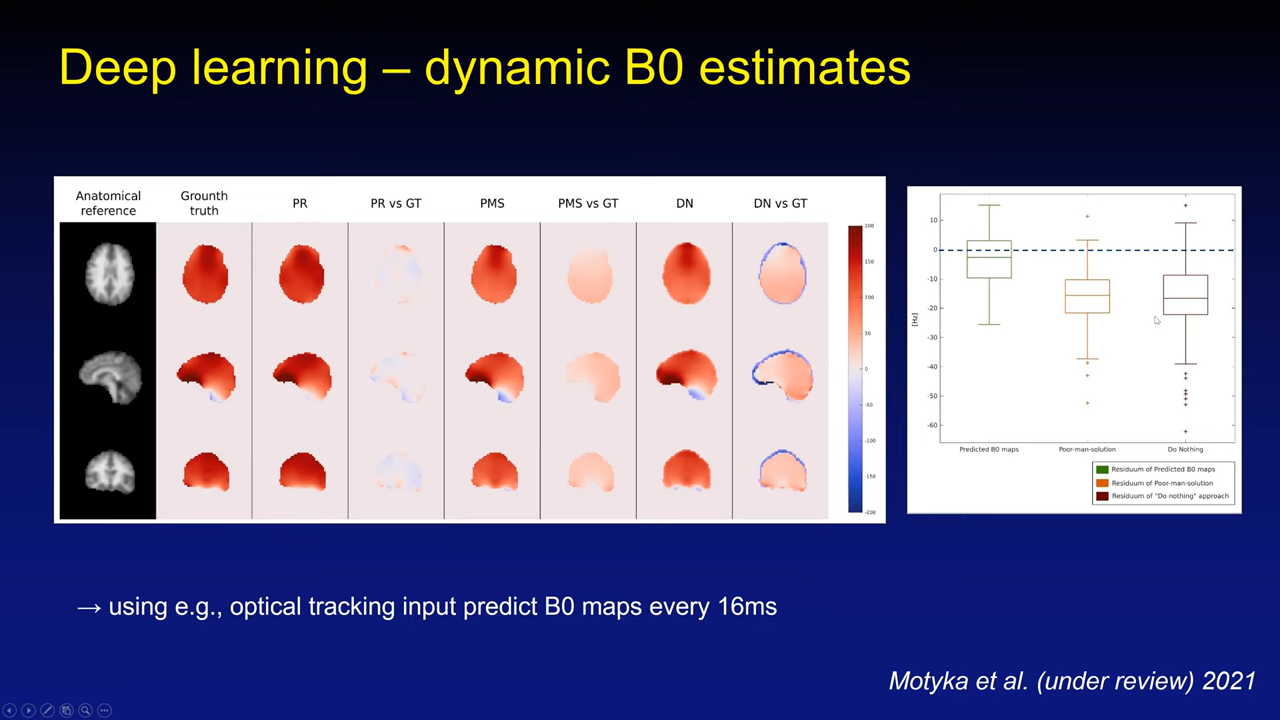 Deep learning – dynamic B0 estimates
Anatomical
reference
Grounth
truth
PR
PR vs GT
PMS
PMS vs GT
DN
DN vs GT
200
150
100
50
0
-50
-100
-150
-200
10
0
-10
-20
-30
-40
-50
-60
[Hz]
Predicted B0 maps
Poor-man-solution
Do Nothing
Residuum of Predicted B0 maps
Residuum of Poor-man-solution
Residuum of "Do nothing" approach
→ using e.g., optical tracking input predict B0 maps every 16ms
Motyka et al. (under review) 2021